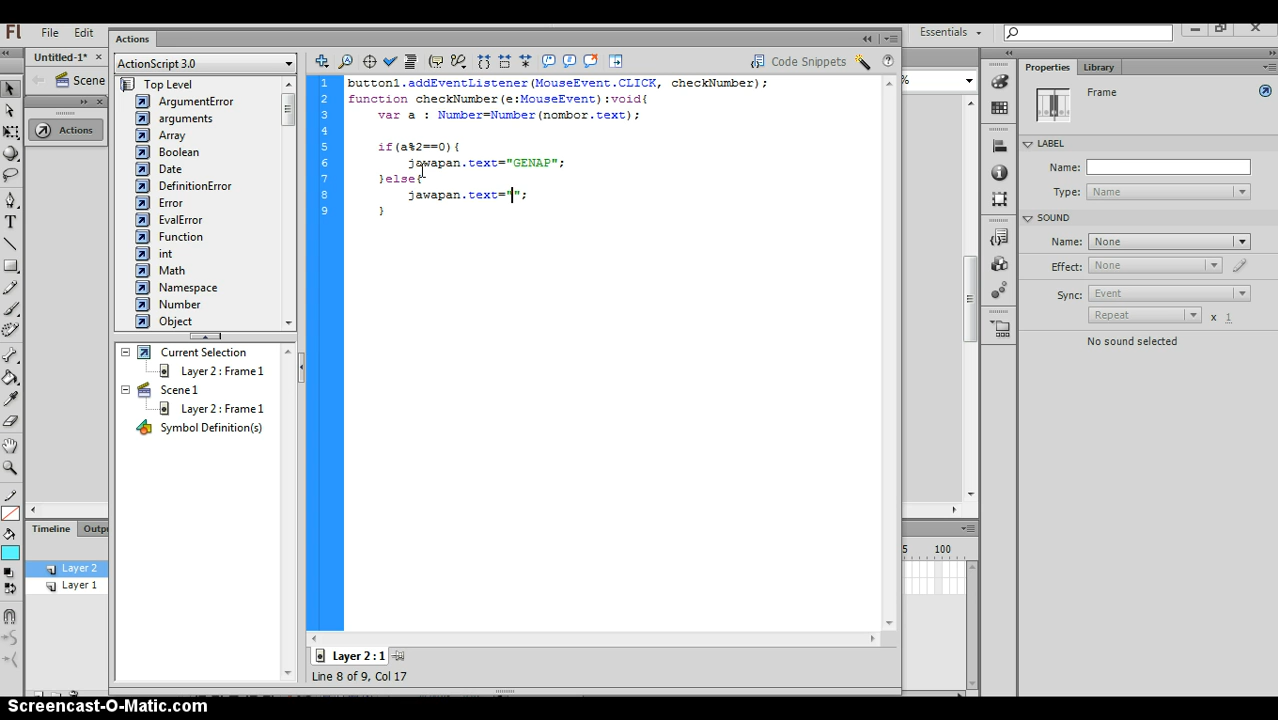 Fl File Edit Essentials
Actions
Untitled-1* ×
Scene
Actions
ActionScript 3.0
Code Snippets
%
Top Level
ArgumentError
arguments
Array
Boolean
Date
DefinitionError
Error
EvalError
Function
int
Math
Namespace
Number
Object
Current Selection
Layer 2 : Frame 1
Scene 1
Layer 2 : Frame 1
Symbol Definition(s)
1 button1.addEventListener(MouseEvent.CLICK, checkNumber);
2 function checkNumber(e:MouseEvent):void{
3 var a : Number=Number(nombor.text);
4
5 if(a%2==0){
6 jawapan.text="GENAP";
7 }else{
8 jawapan.text="";
9 }
Layer 2 : 1
Line 8 of 9, Col 17
Properties Library
Frame
LABEL
Name:
Type: Name
SOUND
Name: None
Effect: None
Sync: Event
Repeat x 1
No sound selected
Timeline Outp
5 100
Layer 2
Layer 1
Screencast-O-Matic.com